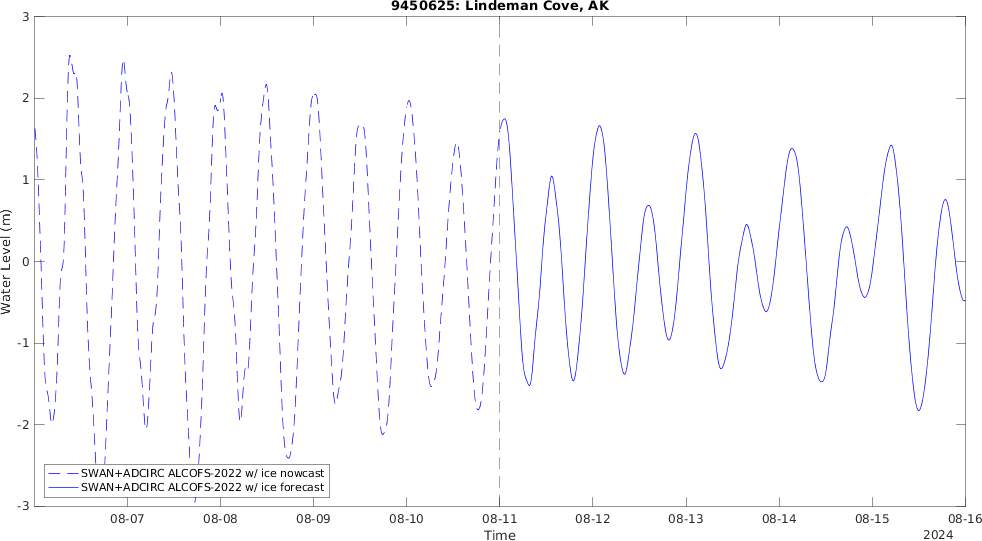 9450625: Lindeman Cove, AK
3
2
1
0
-1
-2
-3
Water Level (m)
SWAN+ADCIRC ALCOFS-2022 w/ ice nowcast
SWAN+ADCIRC ALCOFS-2022 w/ ice forecast
08-07 08-08 08-09 08-10 08-11 08-12 08-13 08-14 08-15 08-16
Time
2024